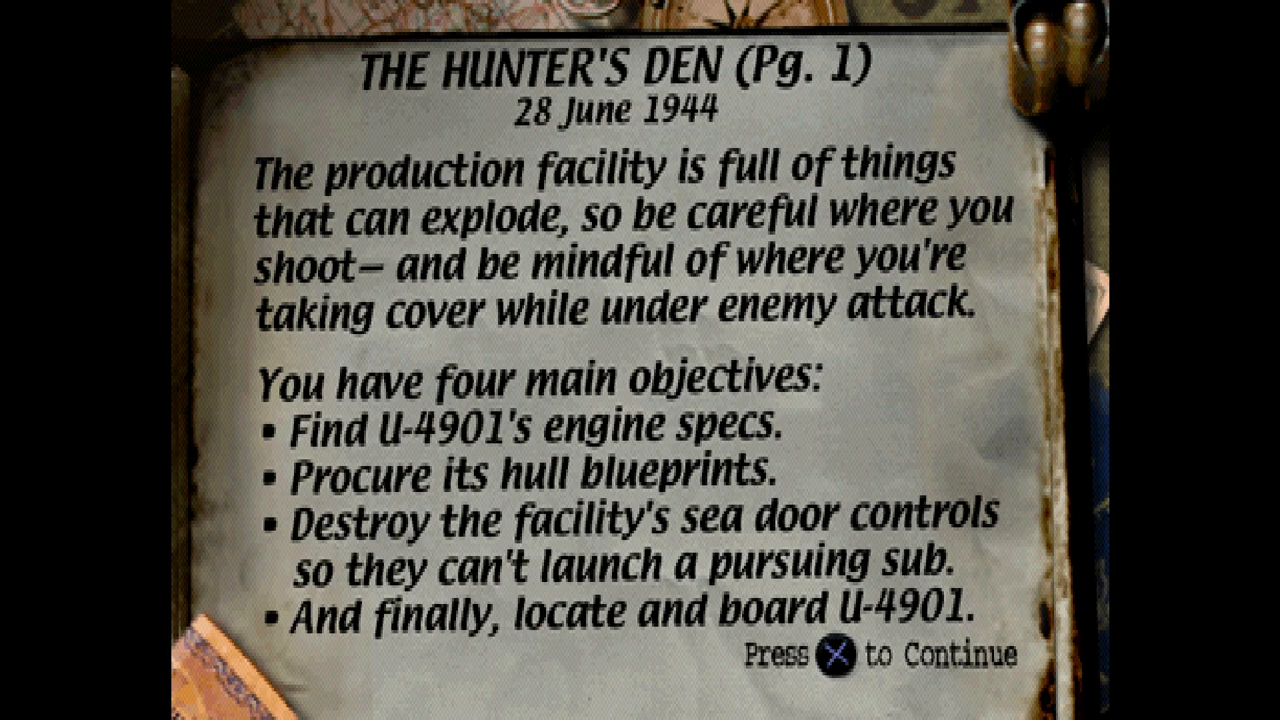 THE HUNTER'S DEN (Pg. 1)
28 June 1944
The production facility is full of things
that can explode, so be careful where you
shoot– and be mindful of where you're
taking cover while under enemy attack.
You have four main objectives:
• Find U-4901's engine specs.
• Procure its hull blueprints.
• Destroy the facility's sea door controls
so they can't launch a pursuing sub.
• And finally, locate and board U-4901.
Press X to Continue